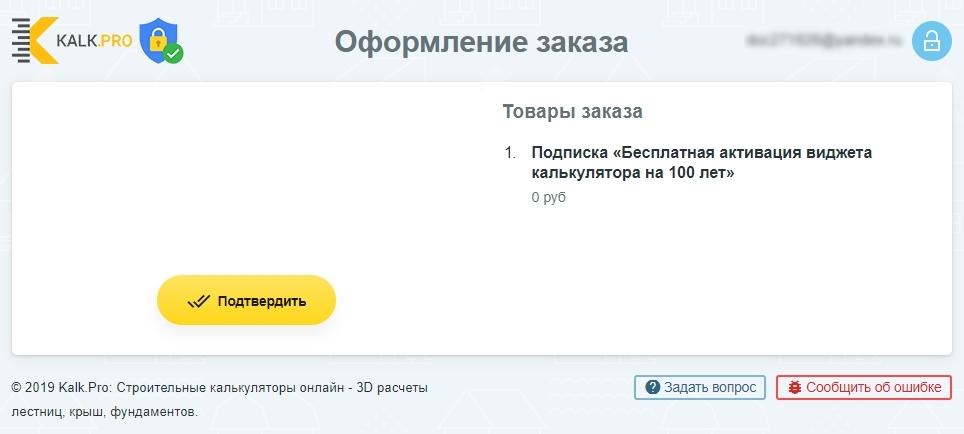 KALK.PRO
Оформление заказа
Товары заказа
1. Подписка «Бесплатная активация виджета
калькулятора на 100 лет»
0 руб
Подтвердить
© 2019 Kalk.Pro: Строительные калькуляторы онлайн - 3D расчеты
лестниц, крыш, фундаментов.
Задать вопрос
Сообщить об ошибке